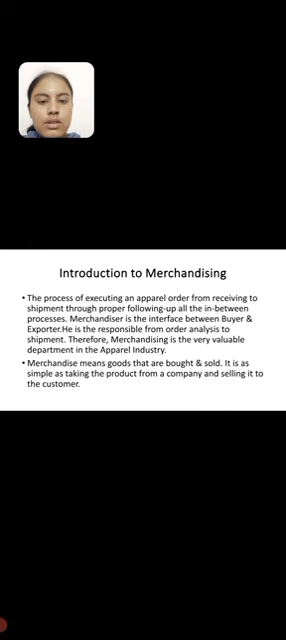 Introduction to Merchandising
• The process of executing an apparel order from receiving to
shipment through proper following-up all the in-between
processes. Merchandiser is the interface between Buyer &
Exporter.He is the responsible from order analysis to
shipment. Therefore, Merchandising is the very valuable
department in the Apparel Industry.
• Merchandise means goods that are bought & sold. It is as
simple as taking the product from a company and selling it to
the customer.